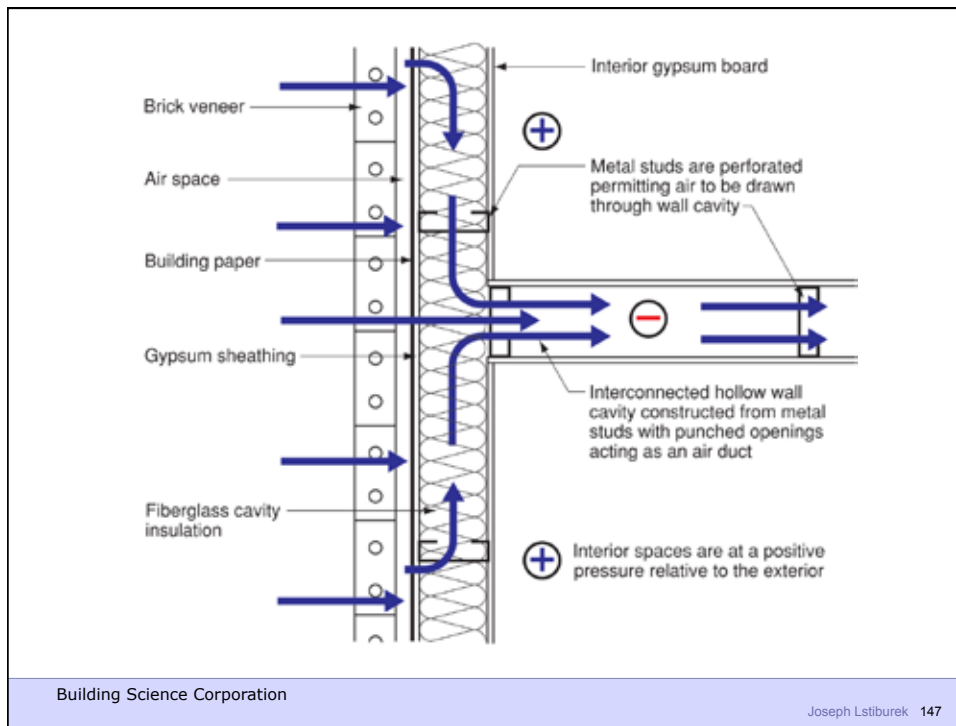 Interior gypsum board
Brick veneer
Metal studs are perforated
permitting air to be drawn
through wall cavity
Air space
Building paper
Gypsum sheathing
Interconnected hollow wall
cavity constructed from metal
studs with punched openings
acting as an air duct
Fiberglass cavity
insulation
Interior spaces are at a positive
pressure relative to the exterior
Building Science Corporation
Joseph Lstiburek 147